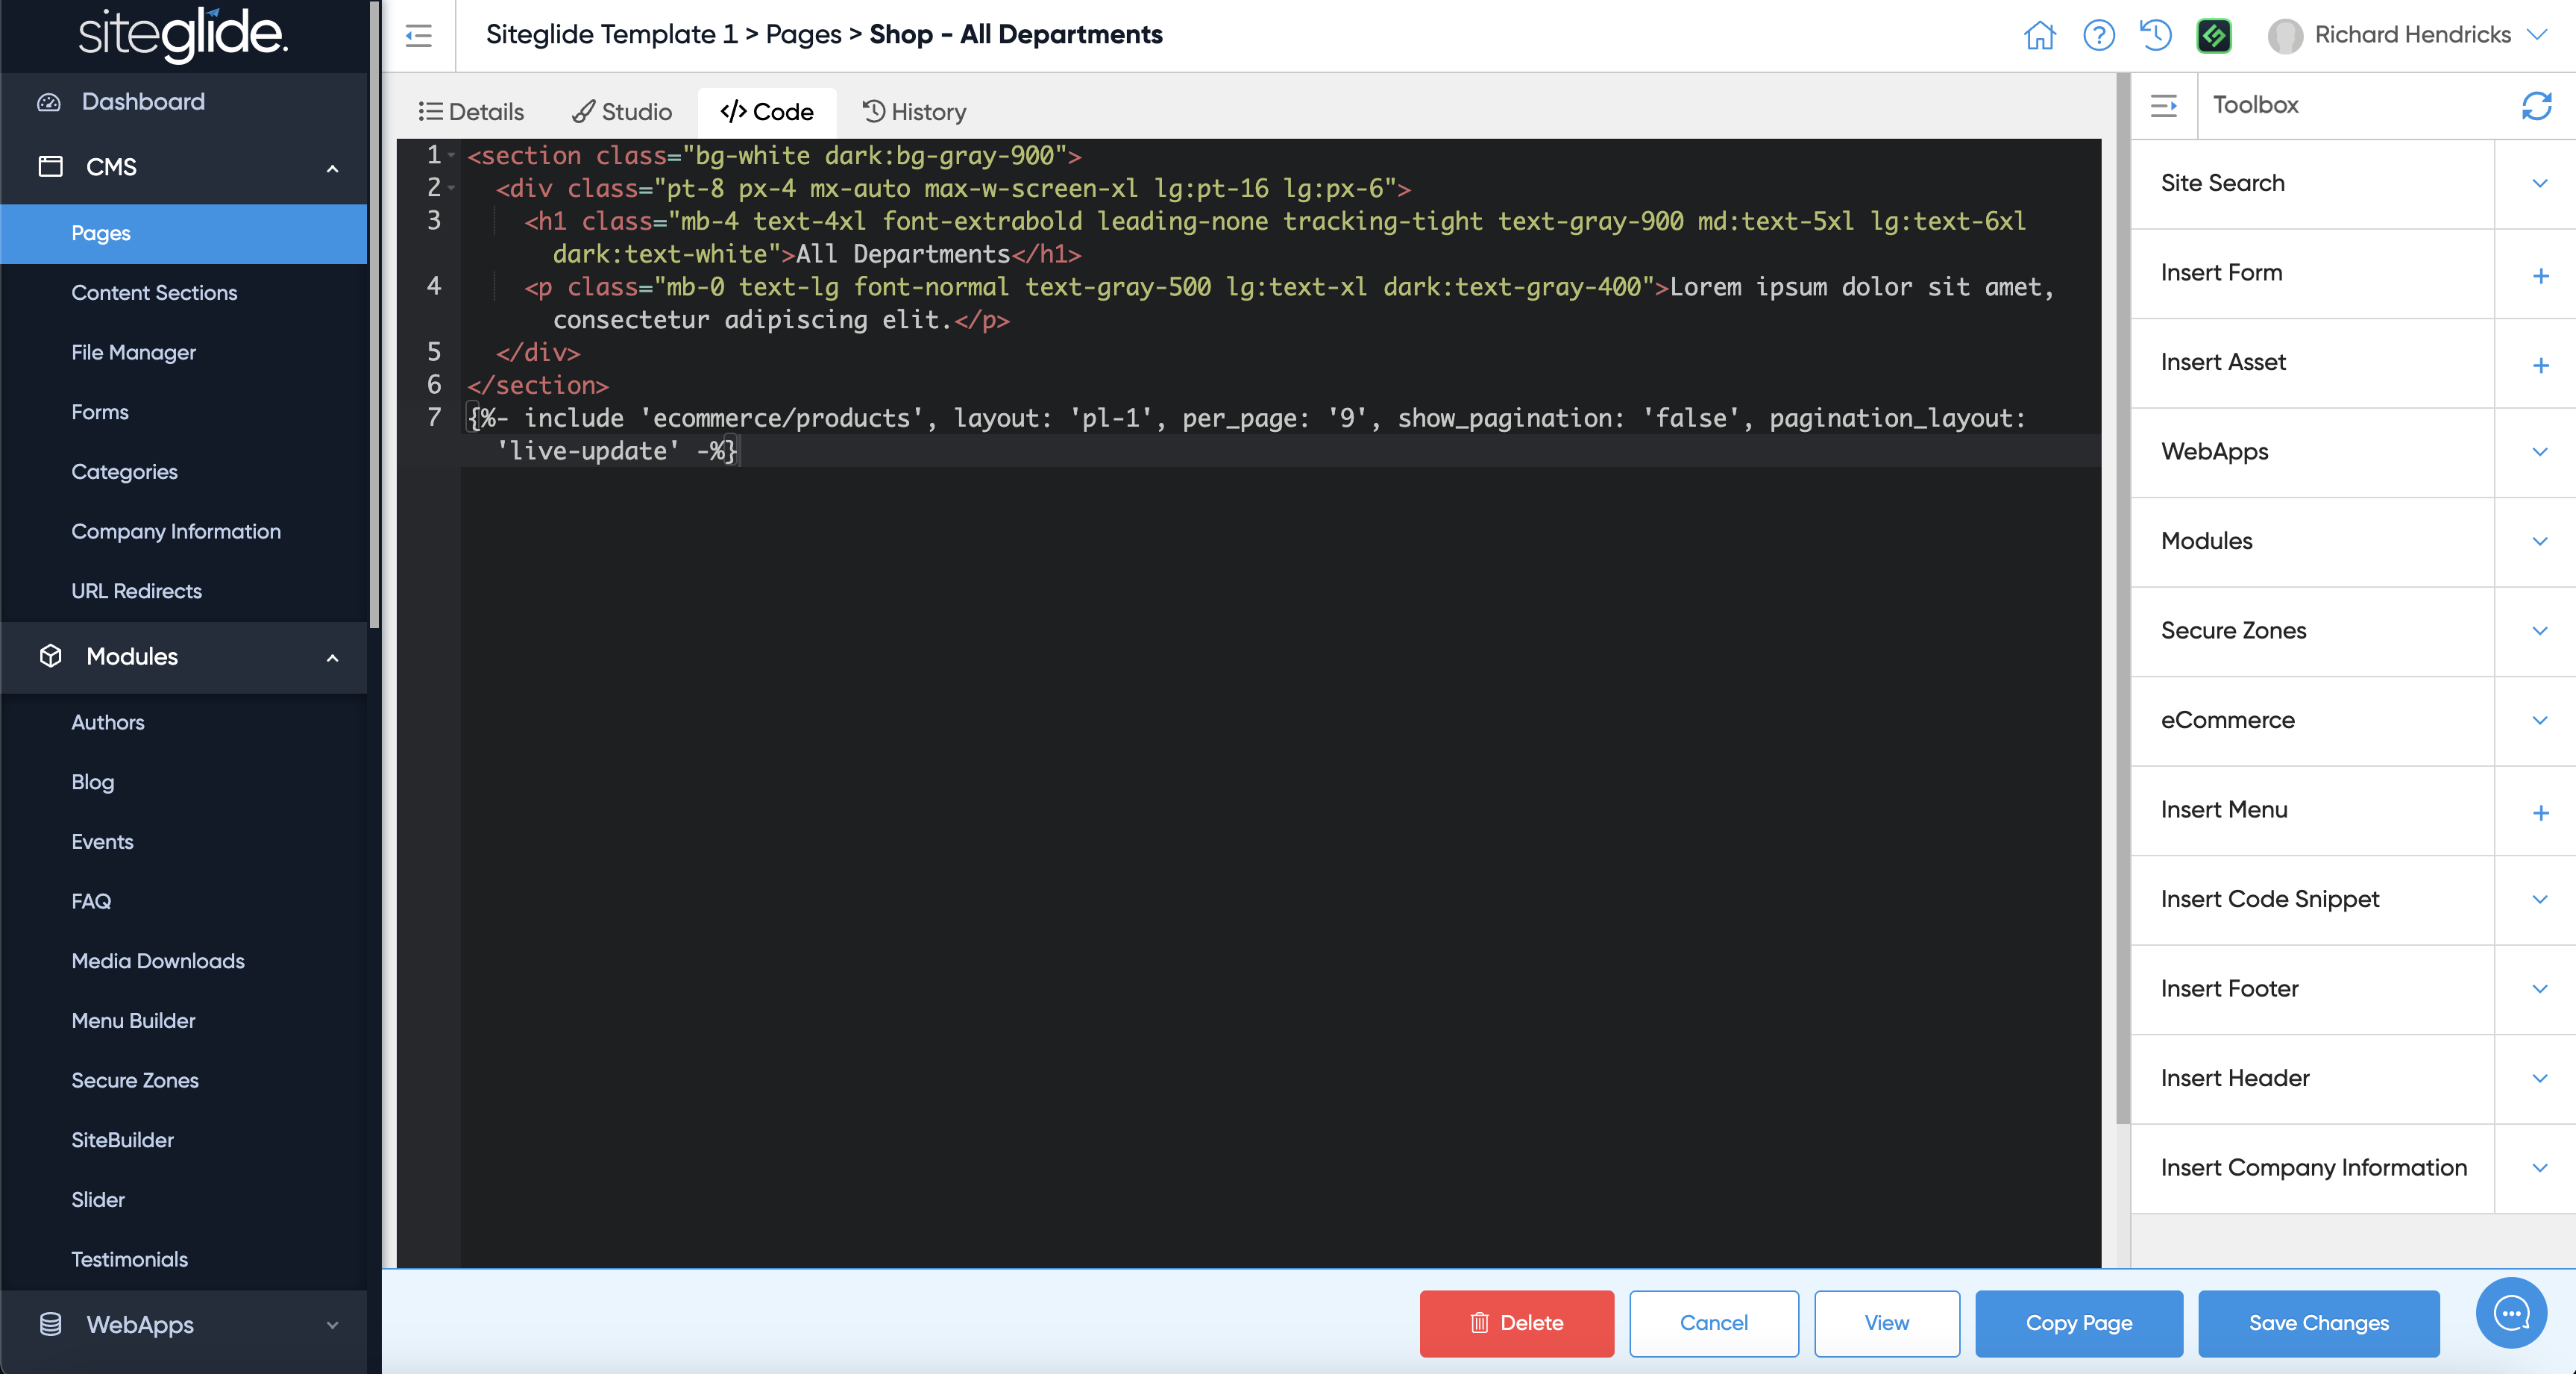 siteglide.
Dashboard
CMS
Pages
Content Sections
File Manager
Forms
Categories
Company Information
URL Redirects
Modules
Authors
Blog
Events
FAQ
Media Downloads
Menu Builder
Secure Zones
SiteBuilder
Slider
Testimonials
WebApps
Siteglide Template 1 > Pages > Shop - All Departments
Richard Hendricks
Details
Studio
</> Code
History
1 <section class="bg-white dark:bg-gray-900">
2 <div class="pt-8 px-4 mx-auto max-w-screen-xl lg:pt-16 lg:px-6">
3 <h1 class="mb-4 text-4xl font-extrabold leading-none tracking-tight text-gray-900 md:text-5xl lg:text-6xl
dark:text-white">All Departments</h1>
4 <p class="mb-0 text-lg font-normal text-gray-500 lg:text-xl dark:text-gray-400">Lorem ipsum dolor sit amet,
consectetur adipiscing elit.</p>
5 </div>
6 </section>
7 {%- include 'ecommerce/products', layout: 'pl-1', per_page: '9', show_pagination: 'false', pagination_layout:
'live-update' -%}
Toolbox
Site Search
Insert Form
Insert Asset
WebApps
Modules
Secure Zones
eCommerce
Insert Menu
Insert Code Snippet
Insert Footer
Insert Header
Insert Company Information
Delete
Cancel
View
Copy Page
Save Changes